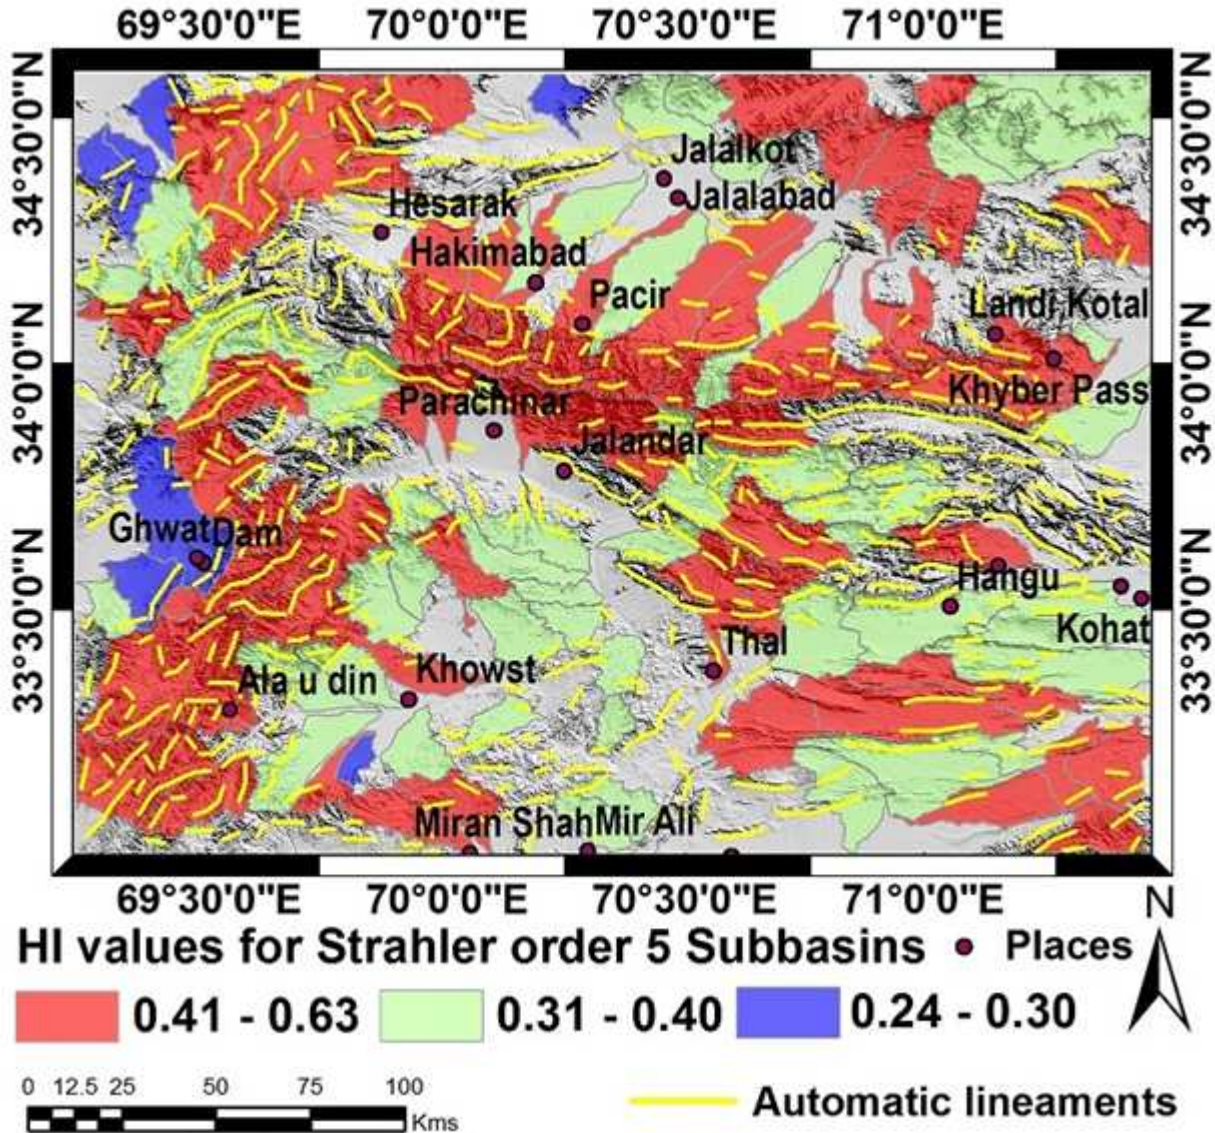 69°30'0"E 70°0'0"E 70°30'0"E 71°0'0"E
34°30'0"N
34°30'0"N
Jalalkot
Jalalabad
Hesarak
Hakimabad
Pacir
Landi Kotal
34°0'0"N
34°0'0"N
Khyber Pass
Parachinar
Jalandar
GhwatDam
33°30'0"N
33°30'0"N
Hangu
Kohat
Thal
Khowst
Ala u din
Miran ShahMir Ali
69°30'0"E 70°0'0"E 70°30'0"E 71°0'0"E
N
HI values for Strahler order 5 Subbasins Places
0.41 - 0.63 0.31 - 0.40 0.24 - 0.30
0 12.5 25 50 75 100
Kms
Automatic lineaments